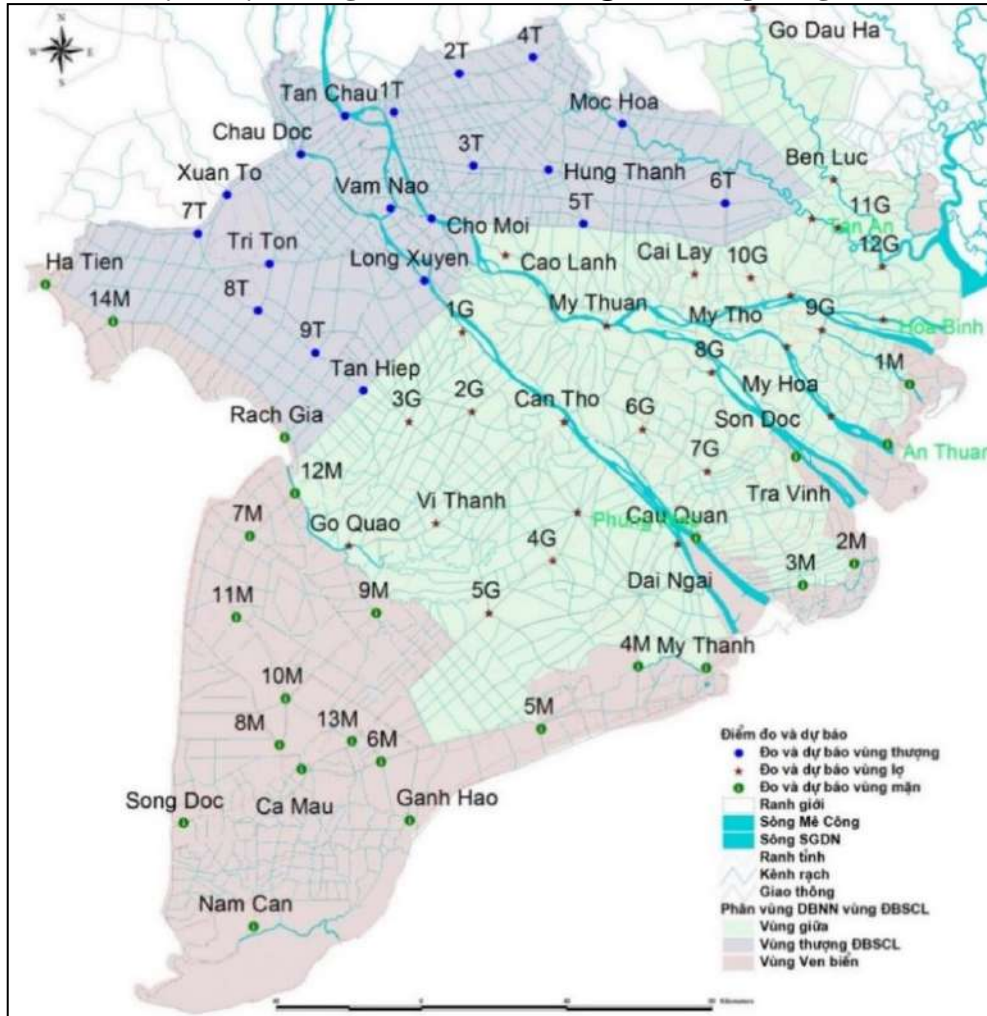 Go Dau Ha
4T
2T
N
W
E
S
Tan Chau
1T
Moc Hoa
Chau Doc
3T
Ben Luc
Xuan To
Hung Thanh
Vam Nao
6T
11G
7T
5T
Tan An
Cho Moi
Tri Ton
12G
Ha Tien
Cao Lanh
Cai Lay
10G
Long Xuyen
8T
14M
1G
My Thuan
My Tho
9G
Hoa Binh
9T
8G
1M
Tan Hiep
My Hoa
2G
3G
Can Tho
6G
Son Doc
Rach Gia
7G
An Thuan
12M
Tra Vinh
7M
Vi Thanh
Go Quao
Cau Quan
4G
2M
3M
Dai Ngai
11M
9M
5G
4M
My Thanh
10M
5M
8M
13M
6M
Ca Mau
Song Doc
Ganh Hao
Nam Can
Điểm đo và dự báo
Đo và dự báo vùng thượng
Đo và dự báo vùng lợ
Đo và dự báo vùng mặn
Ranh giới
Sông Mê Công
Sông SGDN
Ranh tỉnh
Kênh rạch
Giao thông
Phân vùng DBNN vùng ĐBSCL
Vùng giữa
Vùng thượng ĐBSCL
Vùng Ven biển
0
Kilometers